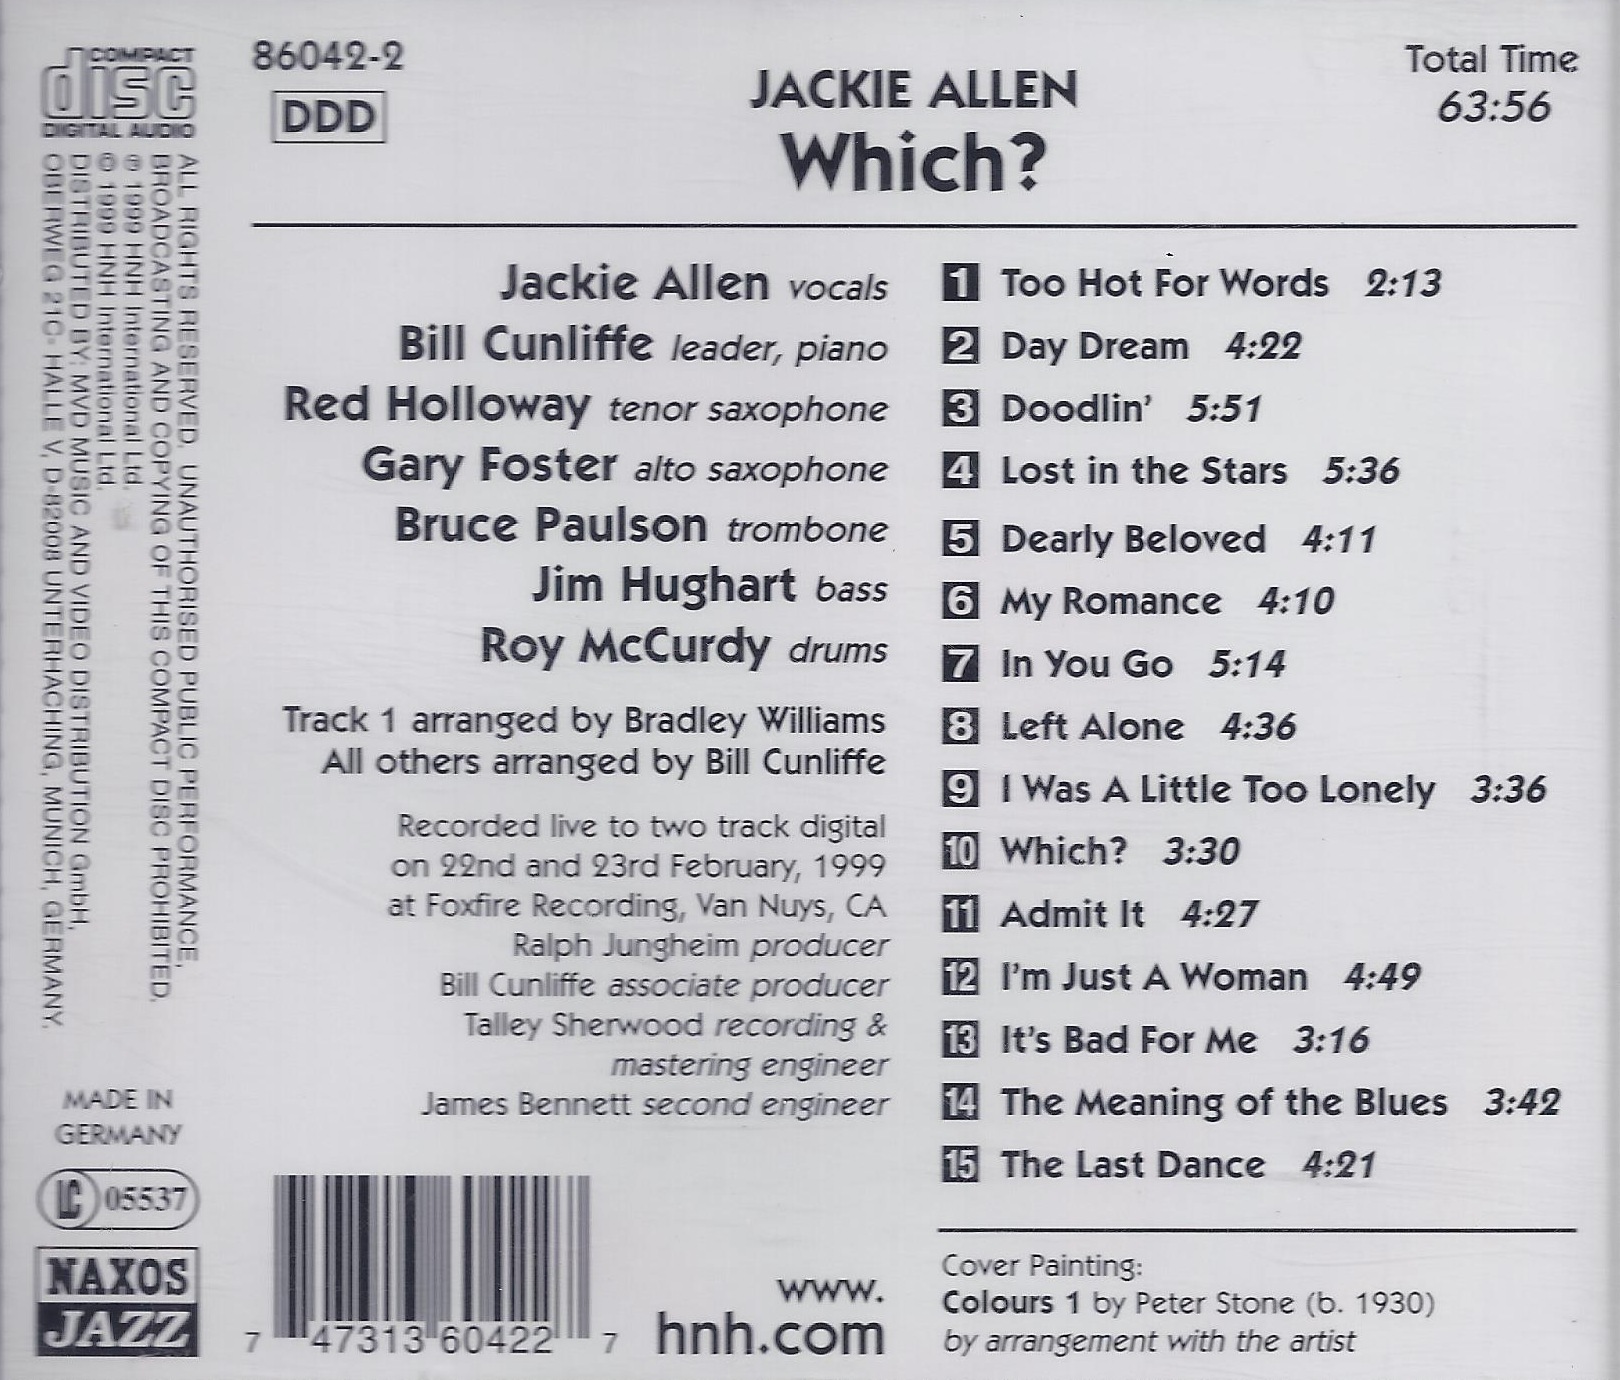 COMPACT
disc
DIGITAL AUDIO
ALL RIGHTS RESERVED. UNAUTHORISED PUBLIC PERFORMANCE,
BROADCASTING AND COPYING OF THIS COMPACT DISC PROHIBITED.
℗ 1999 HNH International Ltd.
© 1999 HNH International Ltd.
DISTRIBUTED BY: MVD MUSIC AND VIDEO DISTRIBUTION GmbH,
OBERWEG 21C- HALLE V, D-82008 UNTERHACHING, MUNICH, GERMANY.
MADE IN
GERMANY
LC 05537
NAXOS
JAZZ
86042-2
DDD
JACKIE ALLEN
Which?
Total Time
63:56
Jackie Allen vocals
Bill Cunliffe leader, piano
Red Holloway tenor saxophone
Gary Foster alto saxophone
Bruce Paulson trombone
Jim Hughart bass
Roy McCurdy drums
Track 1 arranged by Bradley Williams
All others arranged by Bill Cunliffe
Recorded live to two track digital
on 22nd and 23rd February, 1999
at Foxfire Recording, Van Nuys, CA
Ralph Jungheim producer
Bill Cunliffe associate producer
Talley Sherwood recording &
mastering engineer
James Bennett second engineer
7 47313 60422 7
www.
hnh.com
1 Too Hot For Words 2:13
2 Day Dream 4:22
3 Doodlin' 5:51
4 Lost in the Stars 5:36
5 Dearly Beloved 4:11
6 My Romance 4:10
7 In You Go 5:14
8 Left Alone 4:36
9 I Was A Little Too Lonely 3:36
10 Which? 3:30
11 Admit It 4:27
12 I'm Just A Woman 4:49
13 It's Bad For Me 3:16
14 The Meaning of the Blues 3:42
15 The Last Dance 4:21
Cover Painting:
Colours 1 by Peter Stone (b. 1930)
by arrangement with the artist